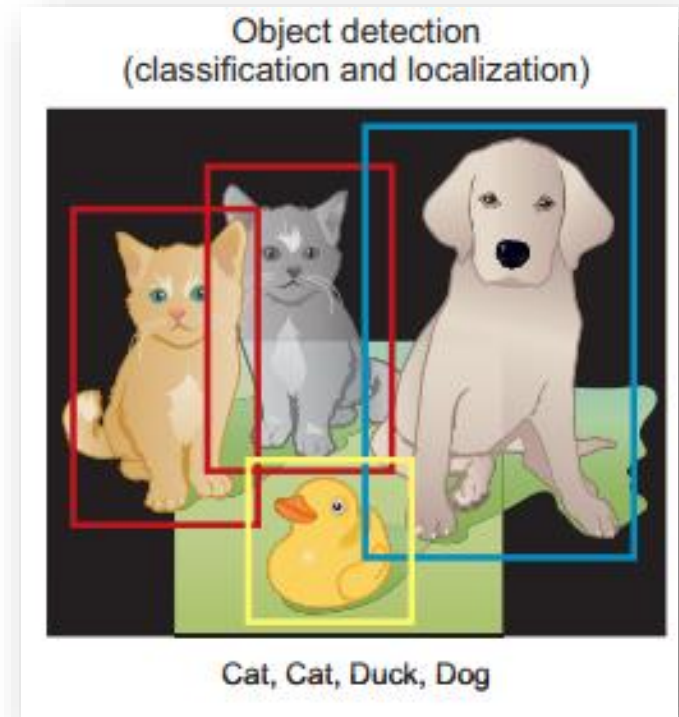 Object detection
(classification and localization)
Cat, Cat, Duck, Dog